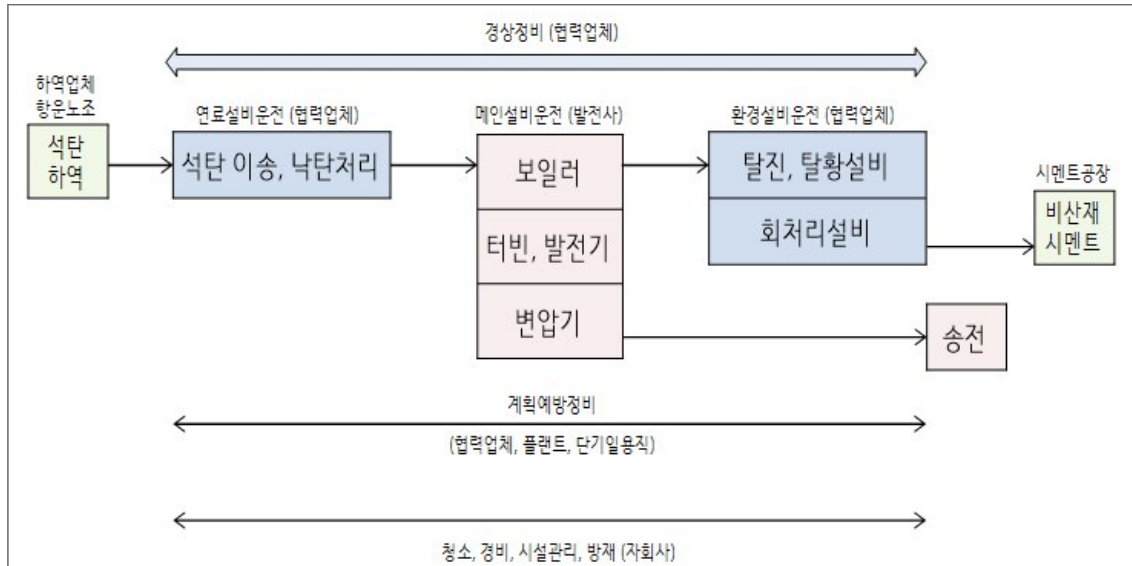 경상정비 (협력업체)
하역업체
항운노조
석탄
하역
연료설비운전 (협력업체)
석탄 이송, 낙탄처리
메인설비운전 (발전사)
보일러
터빈, 발전기
변압기
환경설비운전 (협력업체)
탈진, 탈황설비
회처리설비
시멘트공장
비산재
시멘트
송전
계획예방정비
(협력업체, 플랜트, 단기일용직)
청소, 경비, 시설관리, 방재 (자회사)